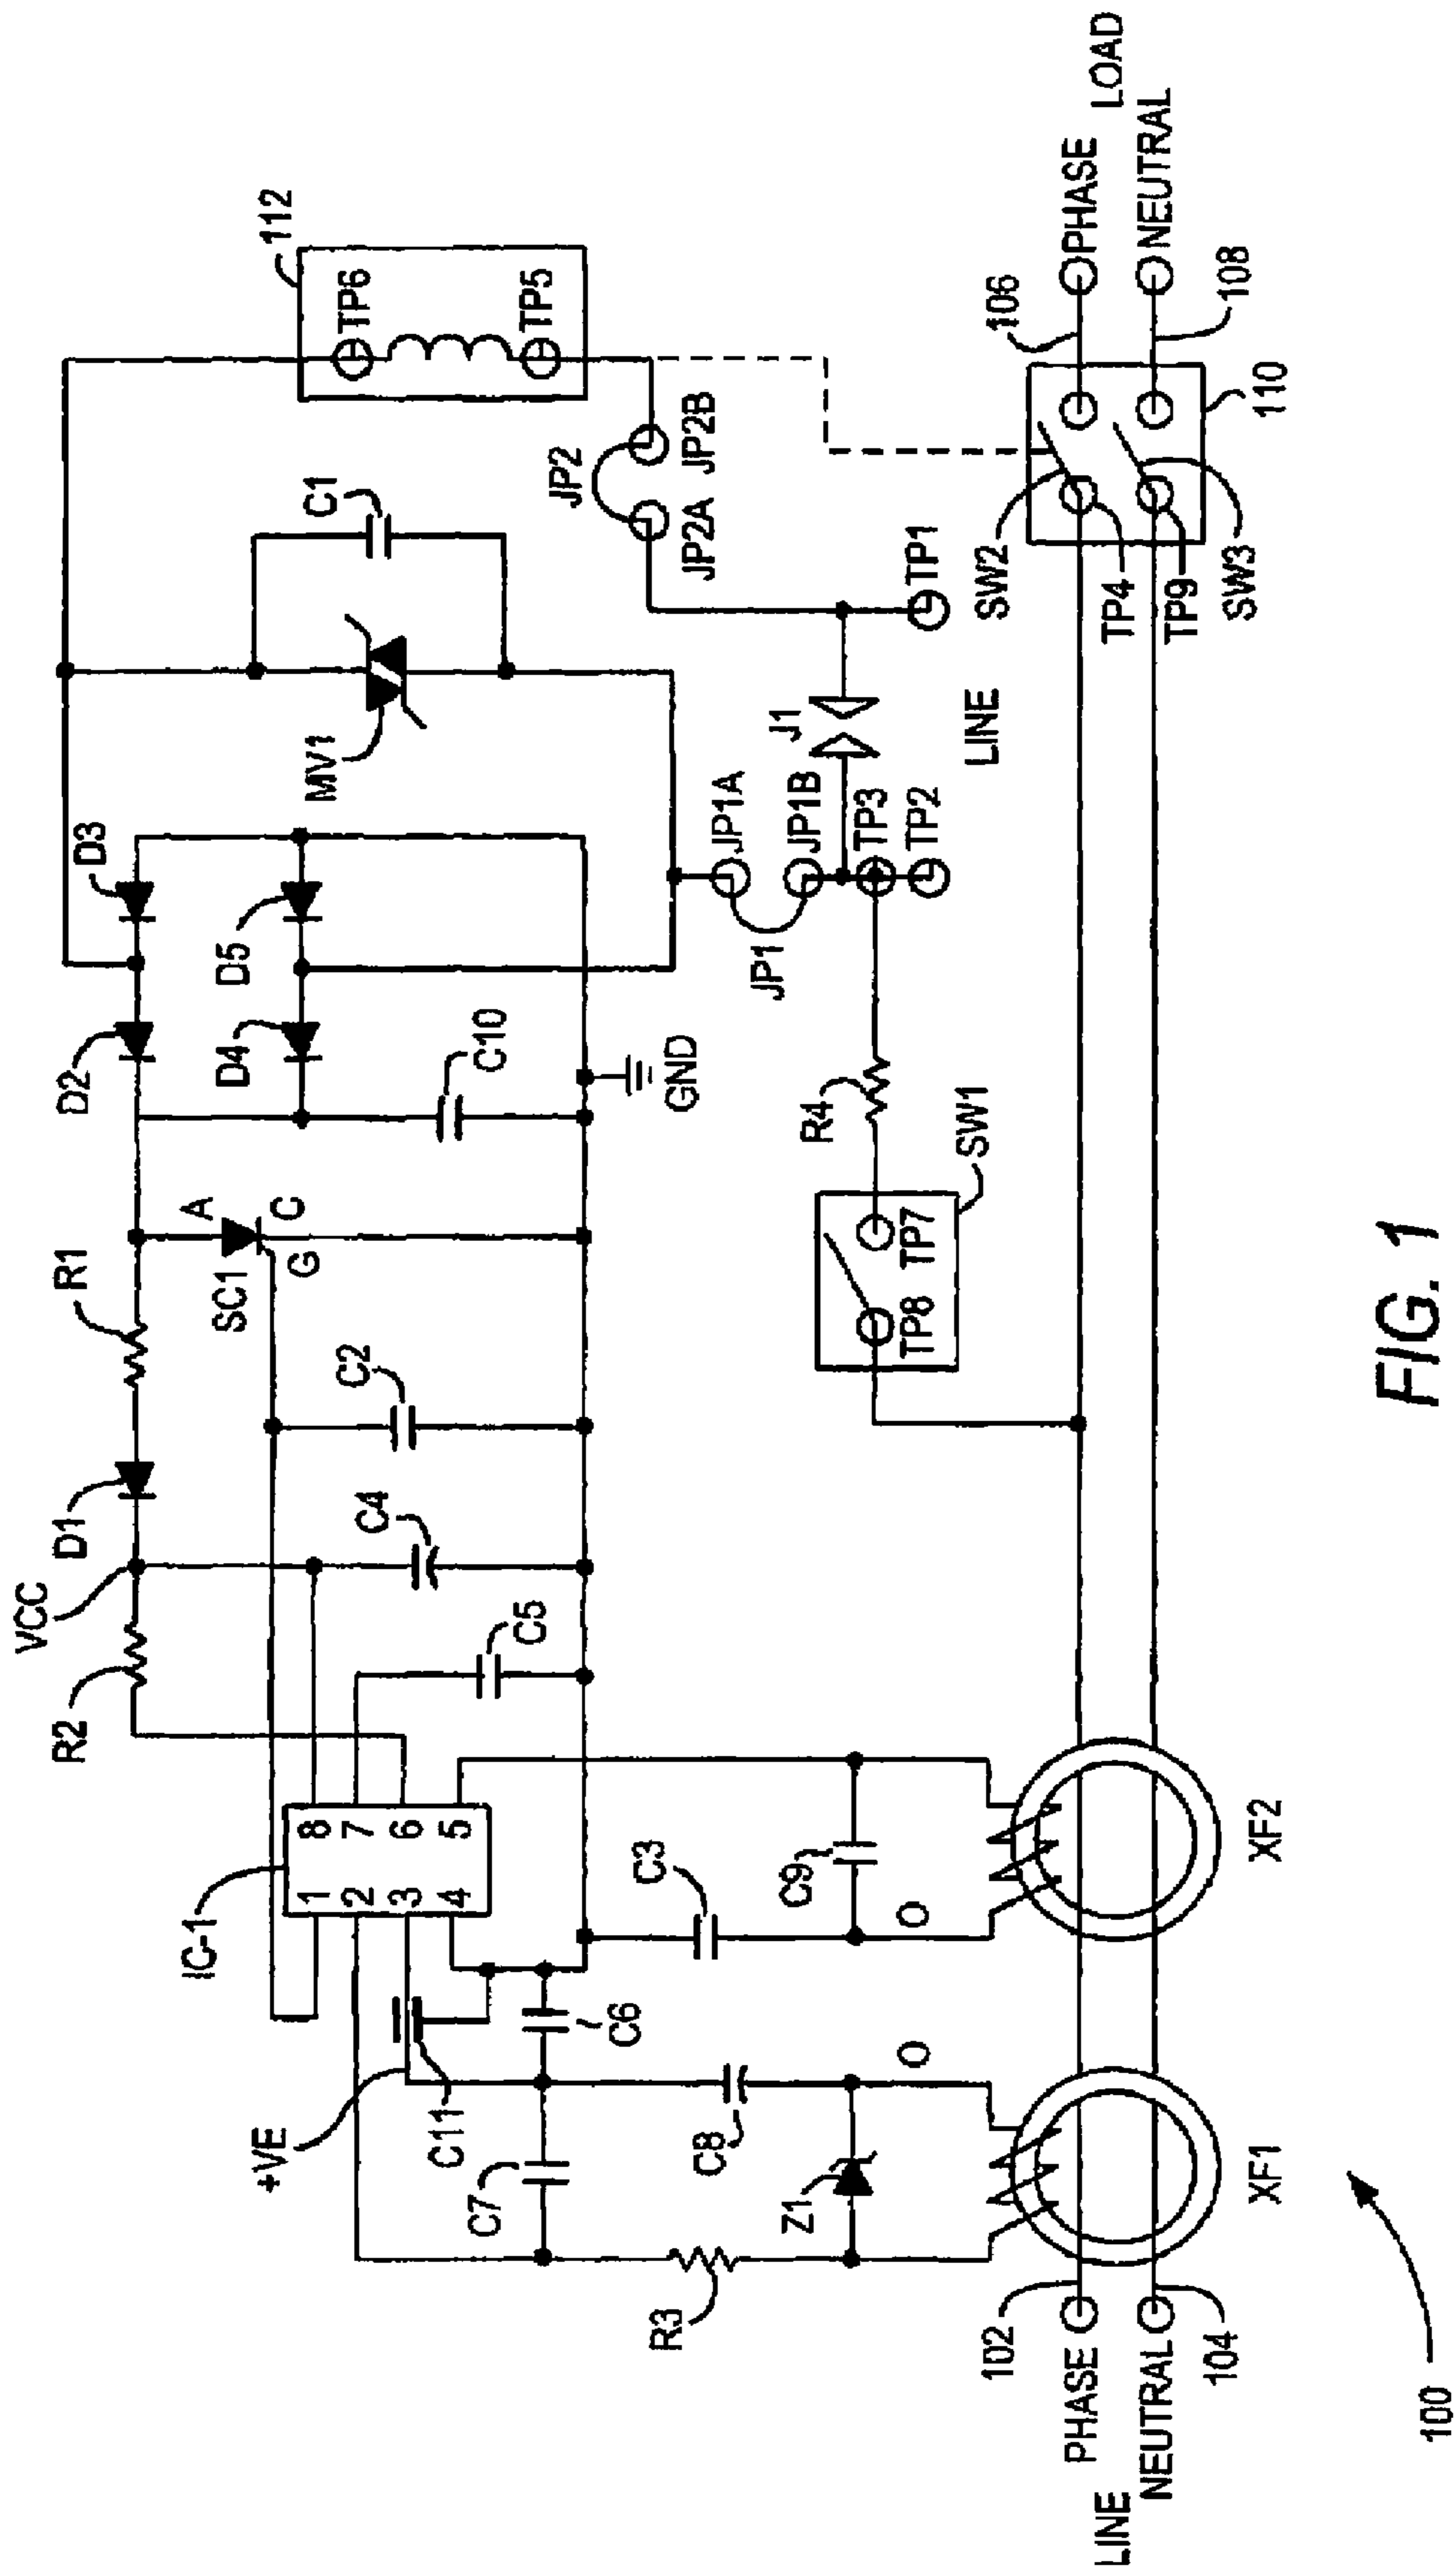 VCC
R2
D1
R1
D2
D3
IC-1
8
7
6
5
1
2
3
4
SC1
A
G
C
D4
D5
MV1
C1
112
TP6
TP5
+VE
C11
C6
C7
C5
C4
C2
C10
GND
JP2
JP2A
JP2B
R3
C8
Z1
O
C3
C9
O
TP8
TP7
SW1
R4
JP1
JP1A
JP1B
TP3
TP2
J1
TP1
LINE
SW2
TP4
TP9
SW3
110
106
108
PHASE
NEUTRAL
LOAD
LINE
PHASE
NEUTRAL
102
104
XF1
XF2
100
FIG. 1